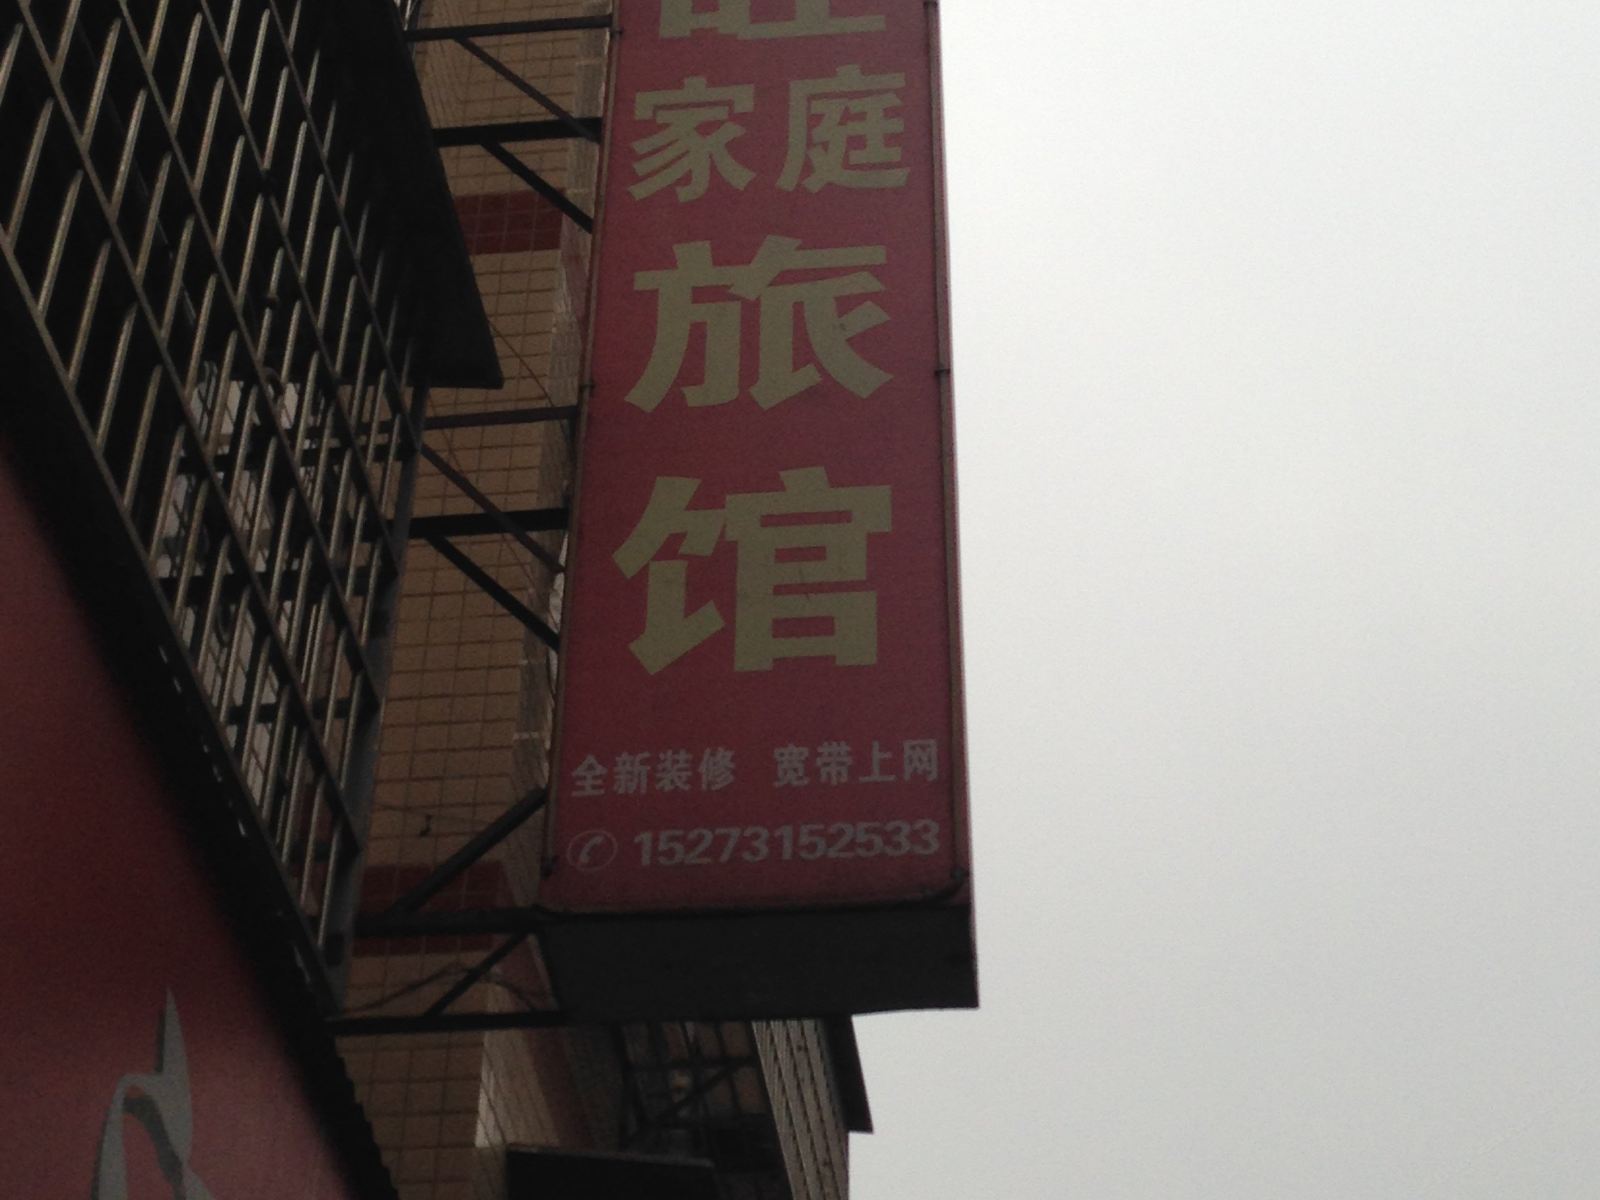 家庭
旅
馆
全新装修 宽带上网
15273152533